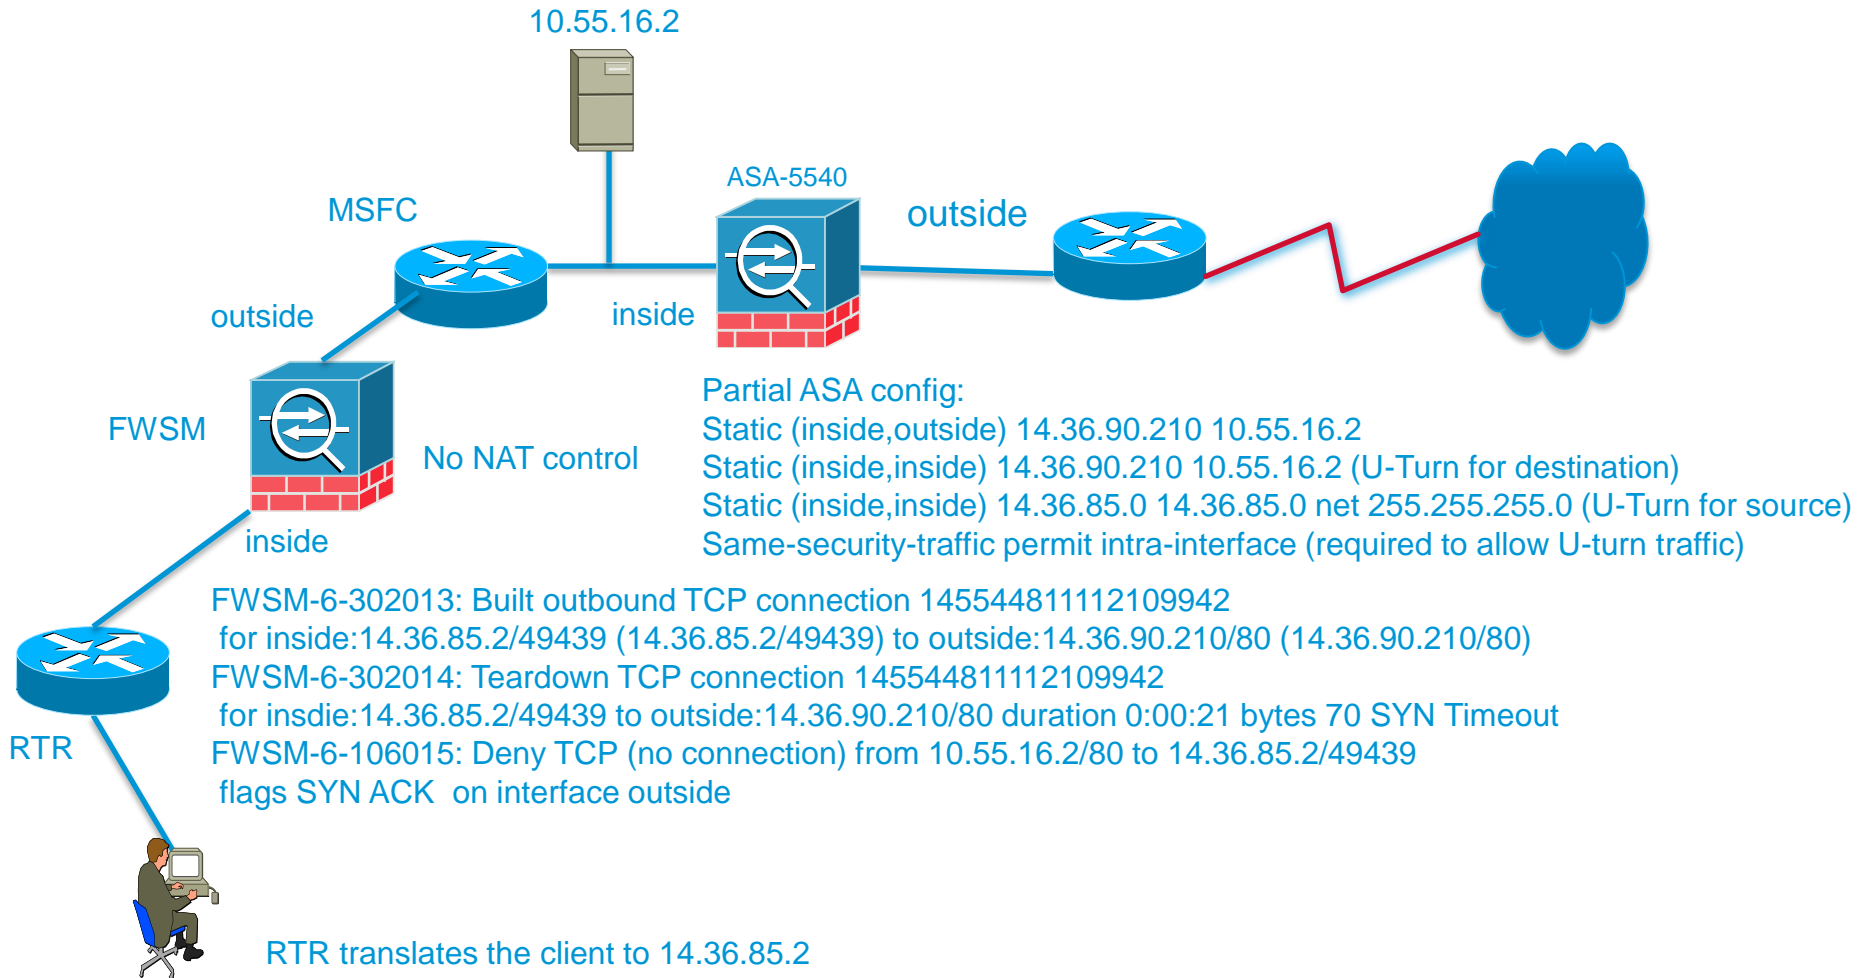 10.55.16.2
ASA-5540
MSFC
outside
outside
inside
FWSM
No NAT control
inside
Partial ASA config:
Static (inside,outside) 14.36.90.210 10.55.16.2
Static (inside,inside) 14.36.90.210 10.55.16.2 (U-Turn for destination)
Static (inside,inside) 14.36.85.0 14.36.85.0 net 255.255.255.0 (U-Turn for source)
Same-security-traffic permit intra-interface (required to allow U-turn traffic)
FWSM-6-302013: Built outbound TCP connection 145544811112109942
for inside:14.36.85.2/49439 (14.36.85.2/49439) to outside:14.36.90.210/80 (14.36.90.210/80)
FWSM-6-302014: Teardown TCP connection 145544811112109942
for insdie:14.36.85.2/49439 to outside:14.36.90.210/80 duration 0:00:21 bytes 70 SYN Timeout
FWSM-6-106015: Deny TCP (no connection) from 10.55.16.2/80 to 14.36.85.2/49439
flags SYN ACK on interface outside
RTR
RTR translates the client to 14.36.85.2